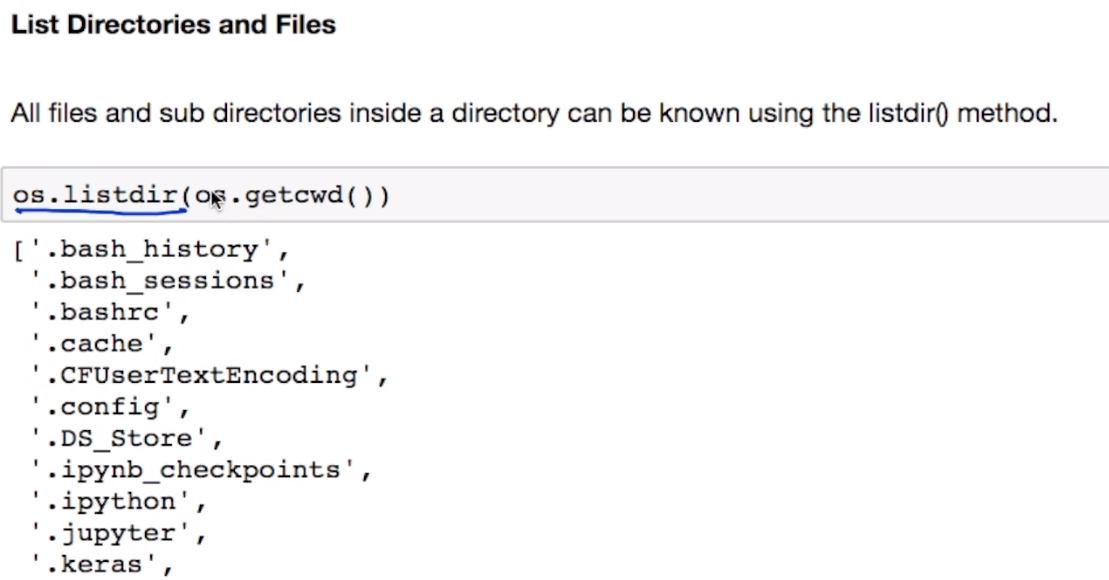 List Directories and Files
All files and sub directories inside a directory can be known using the listdir() method.
os.listdir(os.getcwd())
['.bash_history',
'.bash_sessions',
'.bashrc',
'.cache',
'.CFUserTextEncoding',
'.config',
'.DS_Store',
'.ipynb_checkpoints',
'.ipython',
'.jupyter',
'.keras',